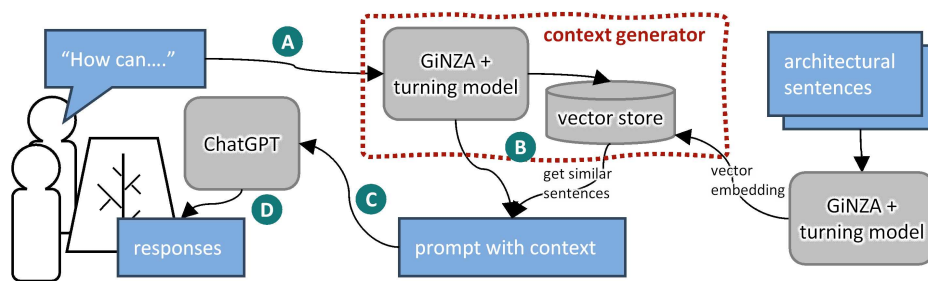 "How can...."
A
context generator
GiNZA +
turning model
vector store
architectural
sentences
ChatGPT
B
get similar
sentences
vector
embedding
GiNZA +
turning model
D
C
responses
prompt with context